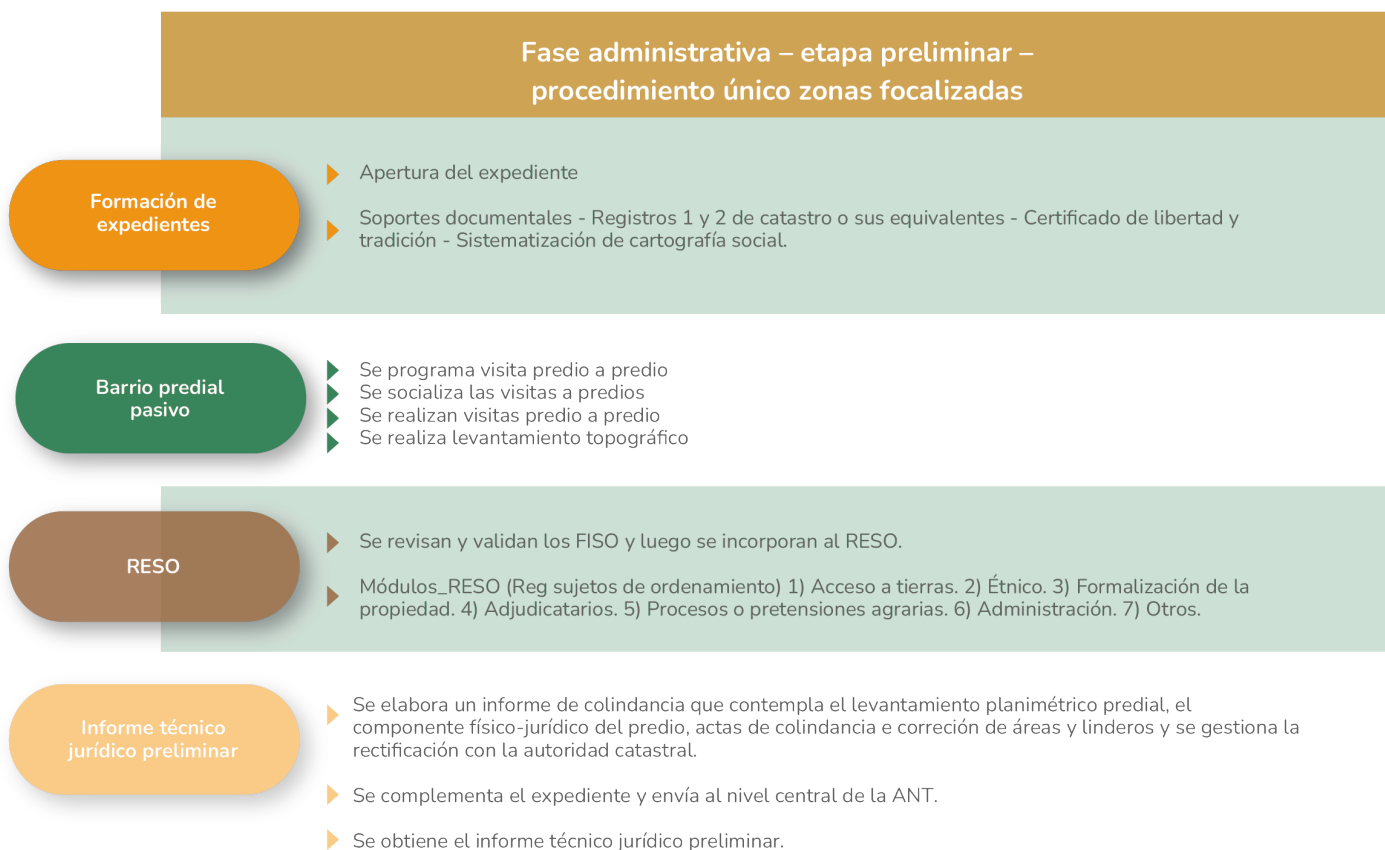 Fase administrativa – etapa preliminar –
procedimiento único zonas focalizadas
Formación de
expedientes
Apertura del expediente
Soportes documentales - Registros 1 y 2 de catastro o sus equivalentes - Certificado de libertad y
tradición - Sistematización de cartografía social.
Barrio predial
pasivo
Se programa visita predio a predio
Se socializa las visitas a predios
Se realizan visitas predio a predio
Se realiza levantamiento topográfico
RESO
Se revisan y validan los FISO y luego se incorporan al RESO.
Módulos_RESO (Reg sujetos de ordenamiento) 1) Acceso a tierras. 2) Étnico. 3) Formalización de la
propiedad. 4) Adjudicatarios. 5) Procesos o pretensiones agrarias. 6) Administración. 7) Otros.
Informe técnico
jurídico preliminar
Se elabora un informe de colindancia que contempla el levantamiento planimétrico predial, el
componente físico-jurídico del predio, actas de colindancia e correción de áreas y linderos y se gestiona la
rectificación con la autoridad catastral.
Se complementa el expediente y envía al nivel central de la ANT.
Se obtiene el informe técnico jurídico preliminar.